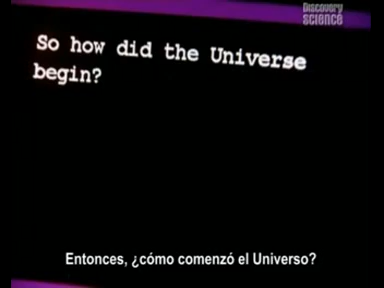 Discovery
SCIENCE
So how did the Universe
begin?
Entonces, ¿cómo comenzó el Universo?